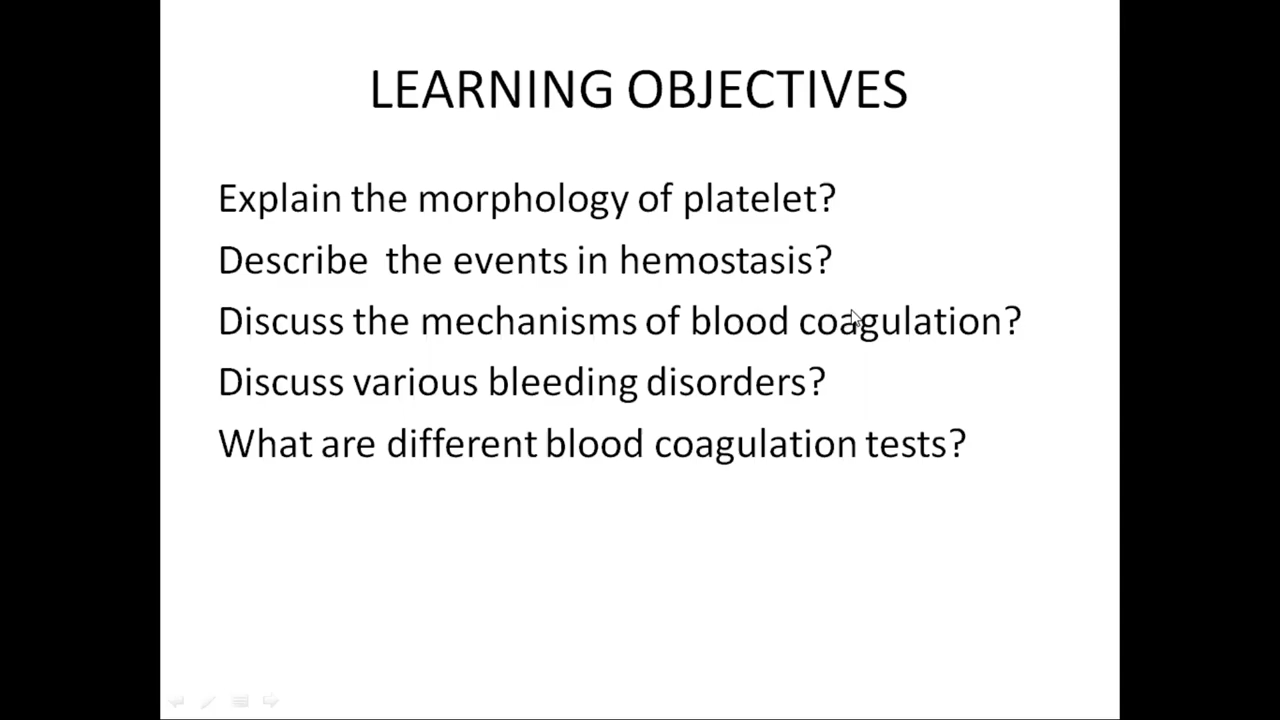 LEARNING OBJECTIVES
Explain the morphology of platelet?
Describe  the events in hemostasis?
Discuss the mechanisms of blood coagulation?
Discuss various bleeding disorders?
What are different blood coagulation tests?